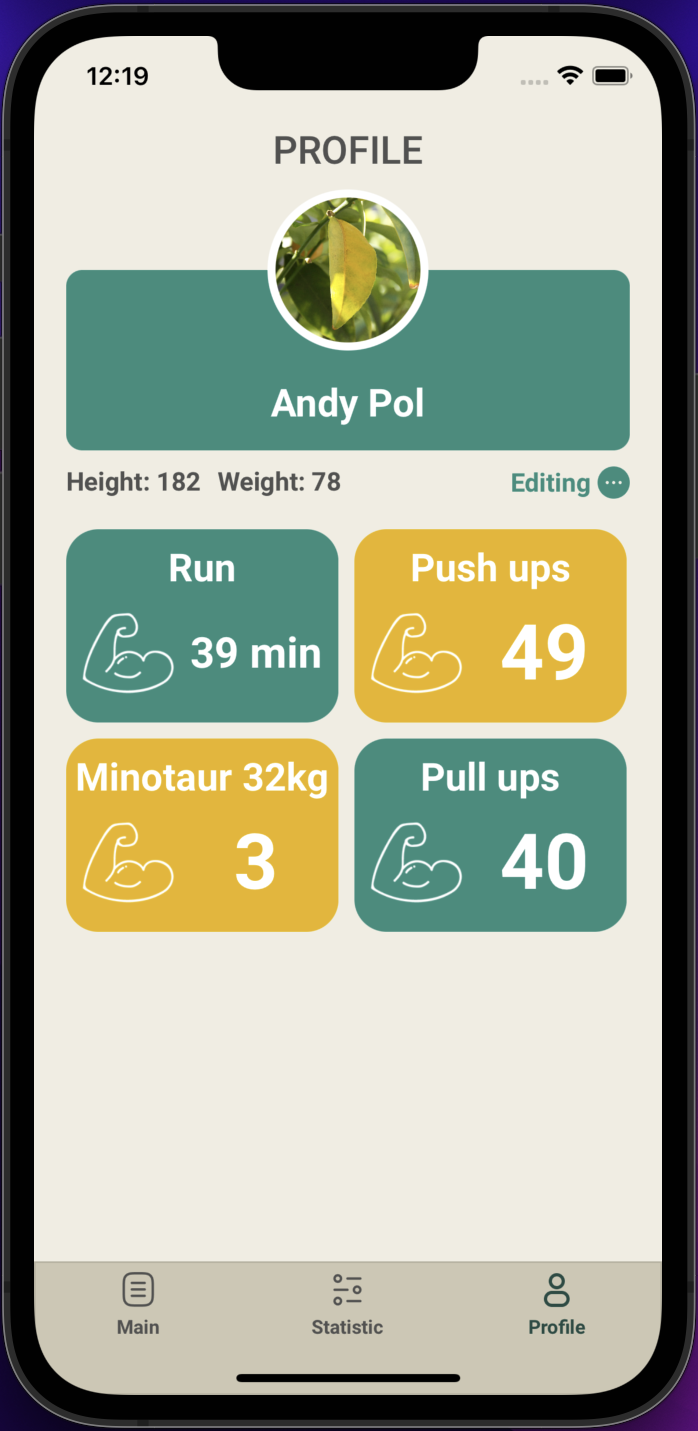 12:19
PROFILE
Andy Pol
Height: 182 Weight: 78 Editing
Run
39 min
Push ups
49
Minotaur 32kg
3
Pull ups
40
Main
Statistic
Profile